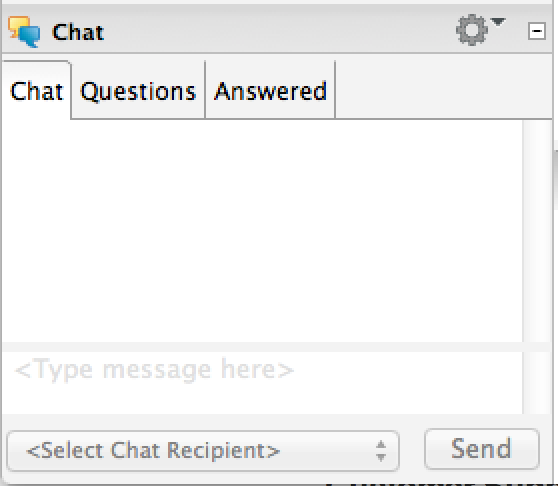 Chat
Chat Questions Answered
<Type message here>
<Select Chat Recipient> Send